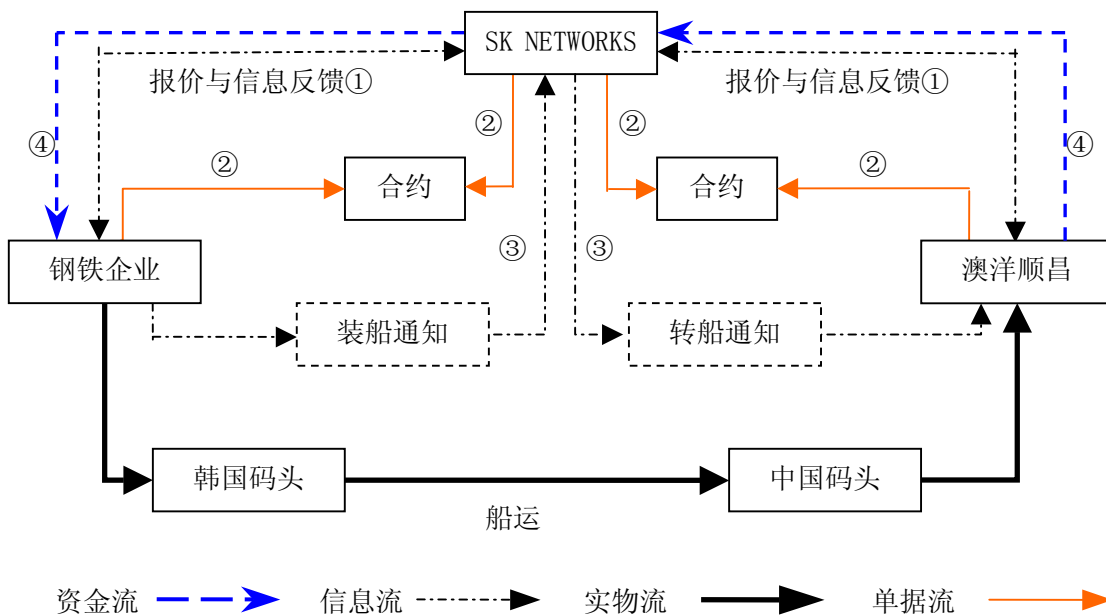 SK NETWORKS
报价与信息反馈①
报价与信息反馈①
②
②
④
④
②
②
合约
合约
③
③
钢铁企业
澳洋顺昌
装船通知
转船通知
韩国码头
中国码头
船运
资金流
信息流
实物流
单据流